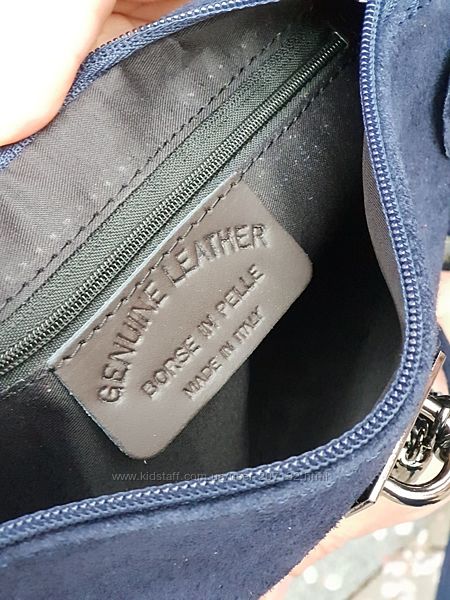 GENUINE LEATHER
BORSE IN PELLE
MADE IN ITALY